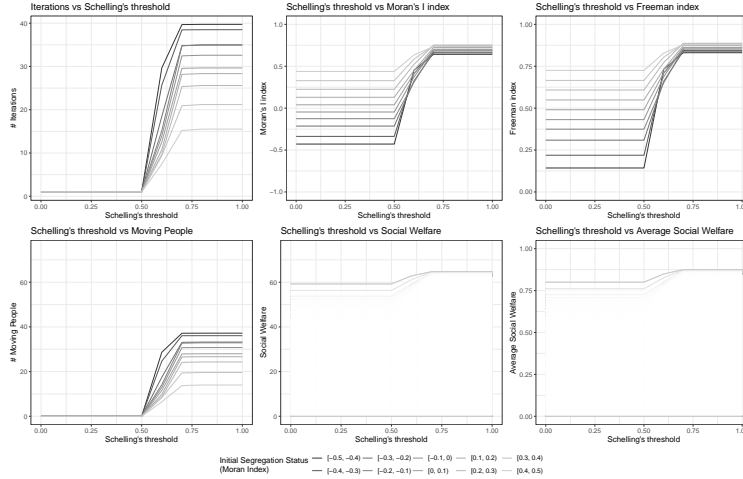 Iterations vs Schelling's threshold
# Iterations
40
30
20
10
0
0.00 0.25 0.50 0.75 1.00
Schelling's threshold
Schelling's threshold vs Moran's I index
Moran's I index
1.0
0.5
0.0
−0.5
−1.0
0.00 0.25 0.50 0.75 1.00
Schelling's threshold
Schelling's threshold vs Freeman index
Freeman index
1.00
0.75
0.50
0.25
0.00
0.00 0.25 0.50 0.75 1.00
Schelling's threshold
Schelling's threshold vs Moving People
# Moving People
60
40
20
0
0.00 0.25 0.50 0.75 1.00
Schelling's threshold
Schelling's threshold vs Social Welfare
Social Welfare
60
40
20
0
0.00 0.25 0.50 0.75 1.00
Schelling's threshold
Schelling's threshold vs Average Social Welfare
Average Social Welfare
1.00
0.75
0.50
0.25
0.00
0.00 0.25 0.50 0.75 1.00
Schelling's threshold
Initial Segregation Status
(Moran Index)
[−0.5, −0.4) [−0.3, −0.2) [−0.1, 0) [0.1, 0.2) [0.3, 0.4)
[−0.4, −0.3) [−0.2, −0.1) [0, 0.1) [0.2, 0.3) [0.4, 0.5)